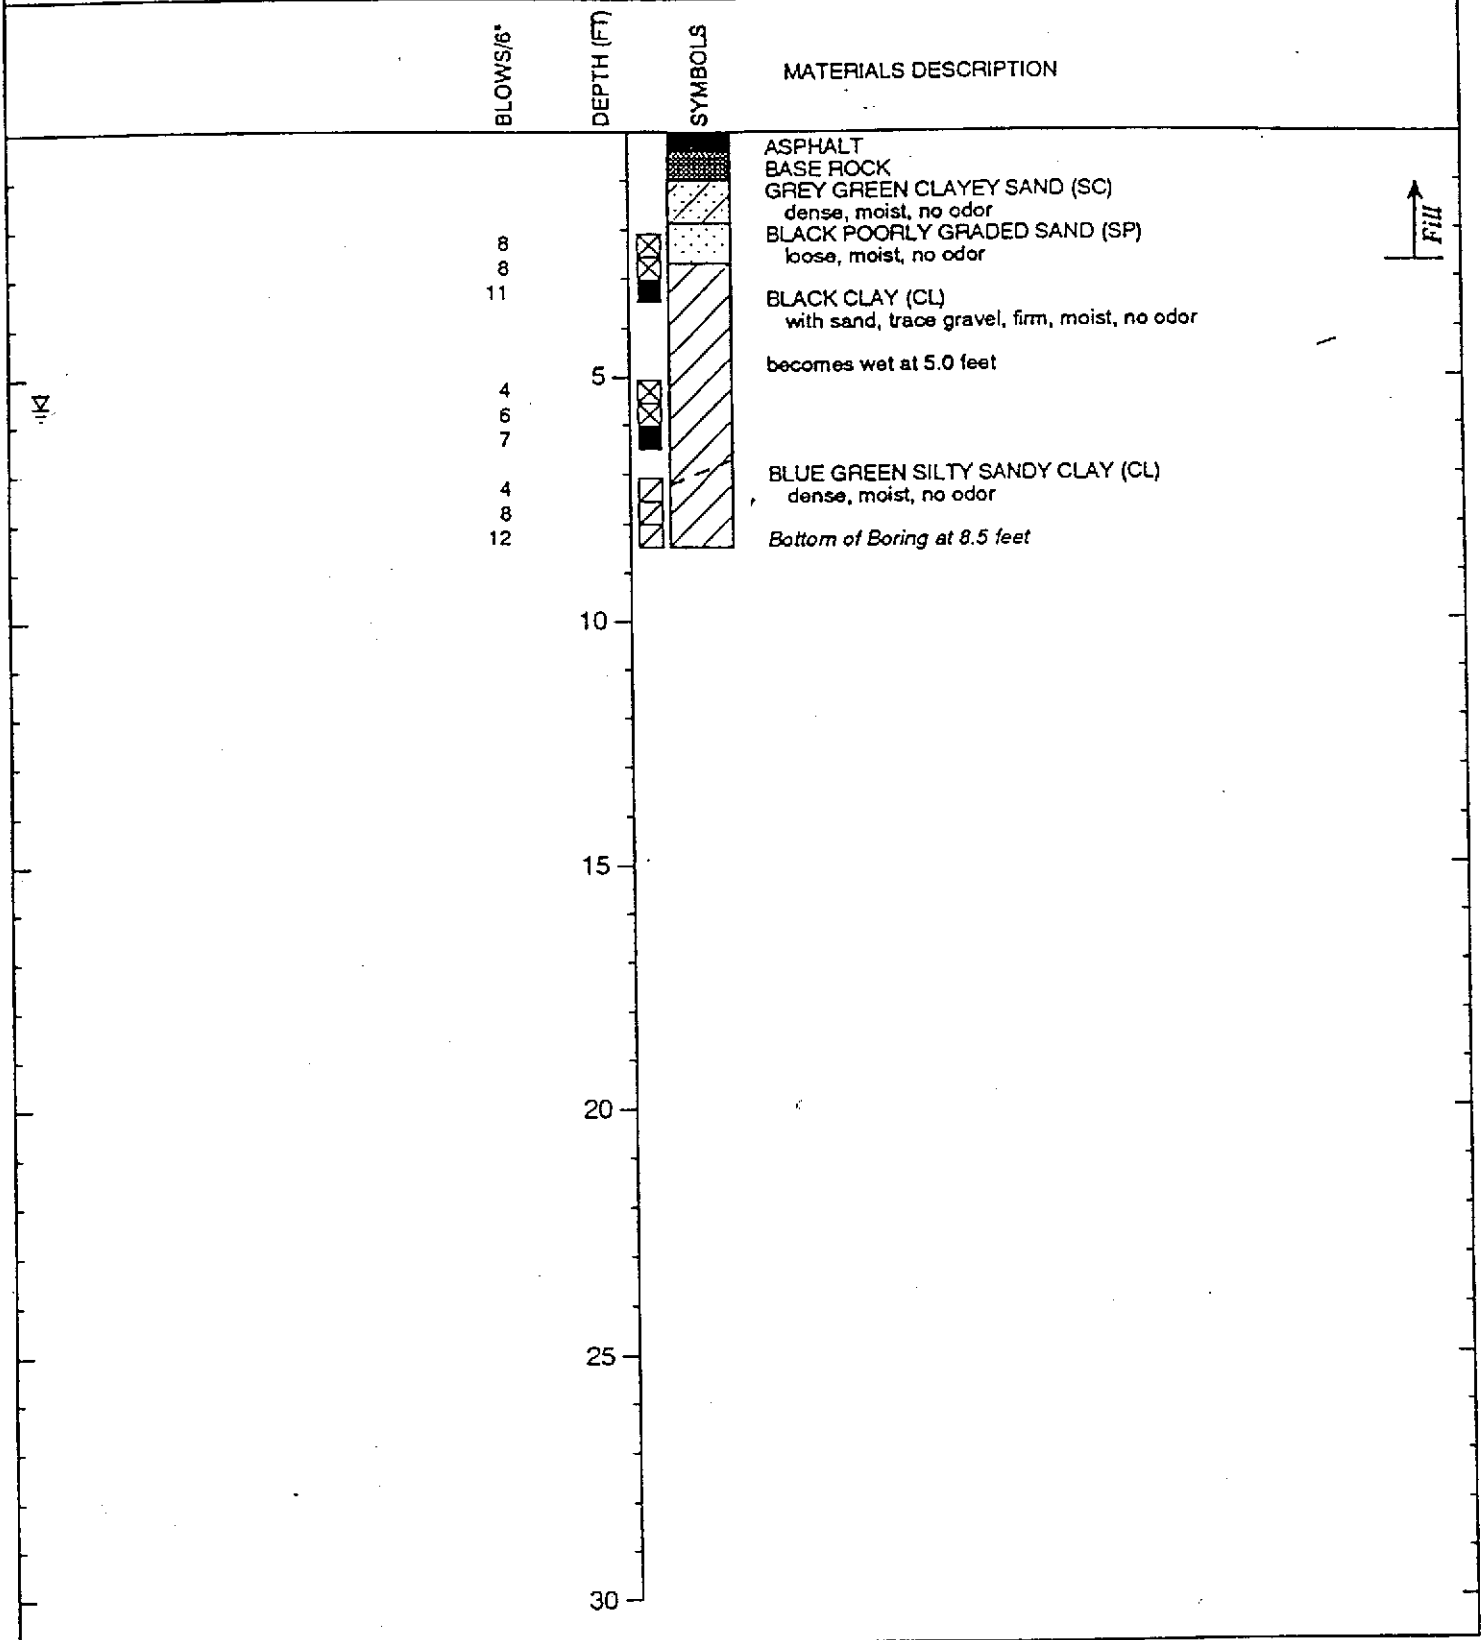 BLOWS/6"
DEPTH (FT)
SYMBOLS
MATERIALS DESCRIPTION
ASPHALT
BASE ROCK
GREY GREEN CLAYEY SAND (SC)
dense, moist, no odor
BLACK POORLY GRADED SAND (SP)
loose, moist, no odor
Fill
8
8
11
BLACK CLAY (CL)
with sand, trace gravel, firm, moist, no odor
becomes wet at 5.0 feet
5
4
6
7
BLUE GREEN SILTY SANDY CLAY (CL)
dense, moist, no odor
4
8
12
Bottom of Boring at 8.5 feet
10
15
20
25
30